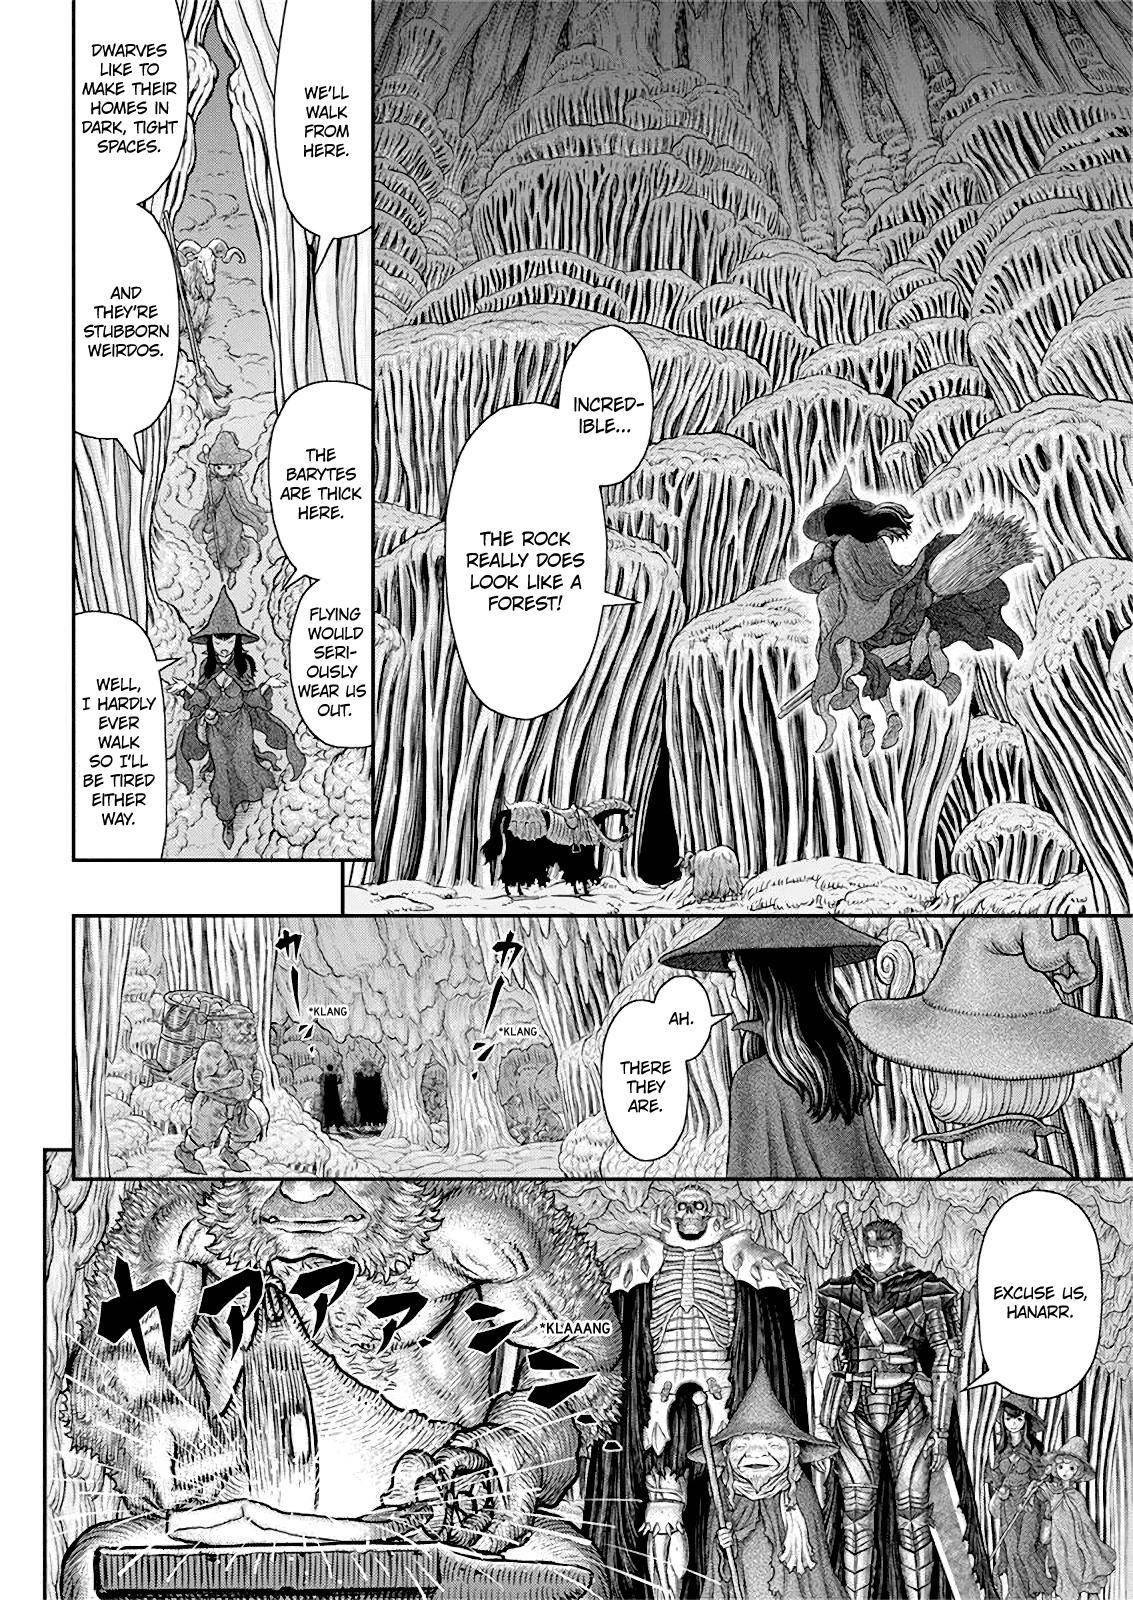 INCRED-
IBLE...
THE ROCK
REALLY DOES
LOOK LIKE A
FOREST!
WE'LL
WALK
FROM
HERE.
THE
BARYTES
ARE THICK
HERE.
FLYING
WOULD
SERI-
OUSLY
WEAR US
OUT.
DWARVES
LIKE TO
MAKE THEIR
HOMES IN
DARK, TIGHT
SPACES.
AND
THEY'RE
STUBBORN
WEIRDOS.
WELL,
I HARDLY
EVER
WALK
SO I'LL
BE TIRED
EITHER
WAY.
AH.
THERE
THEY
ARE.
カーン
*KLANG
カーン
*KLANG
EXCUSE US,
HANARR.
カァァァン
*KLAAANG